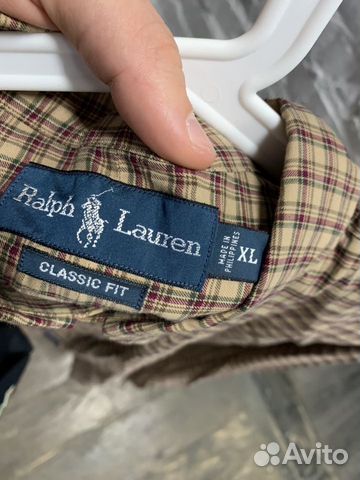 Ralph Lauren
CLASSIC FIT
MADE IN
PHILIPPINES
XL
Avito